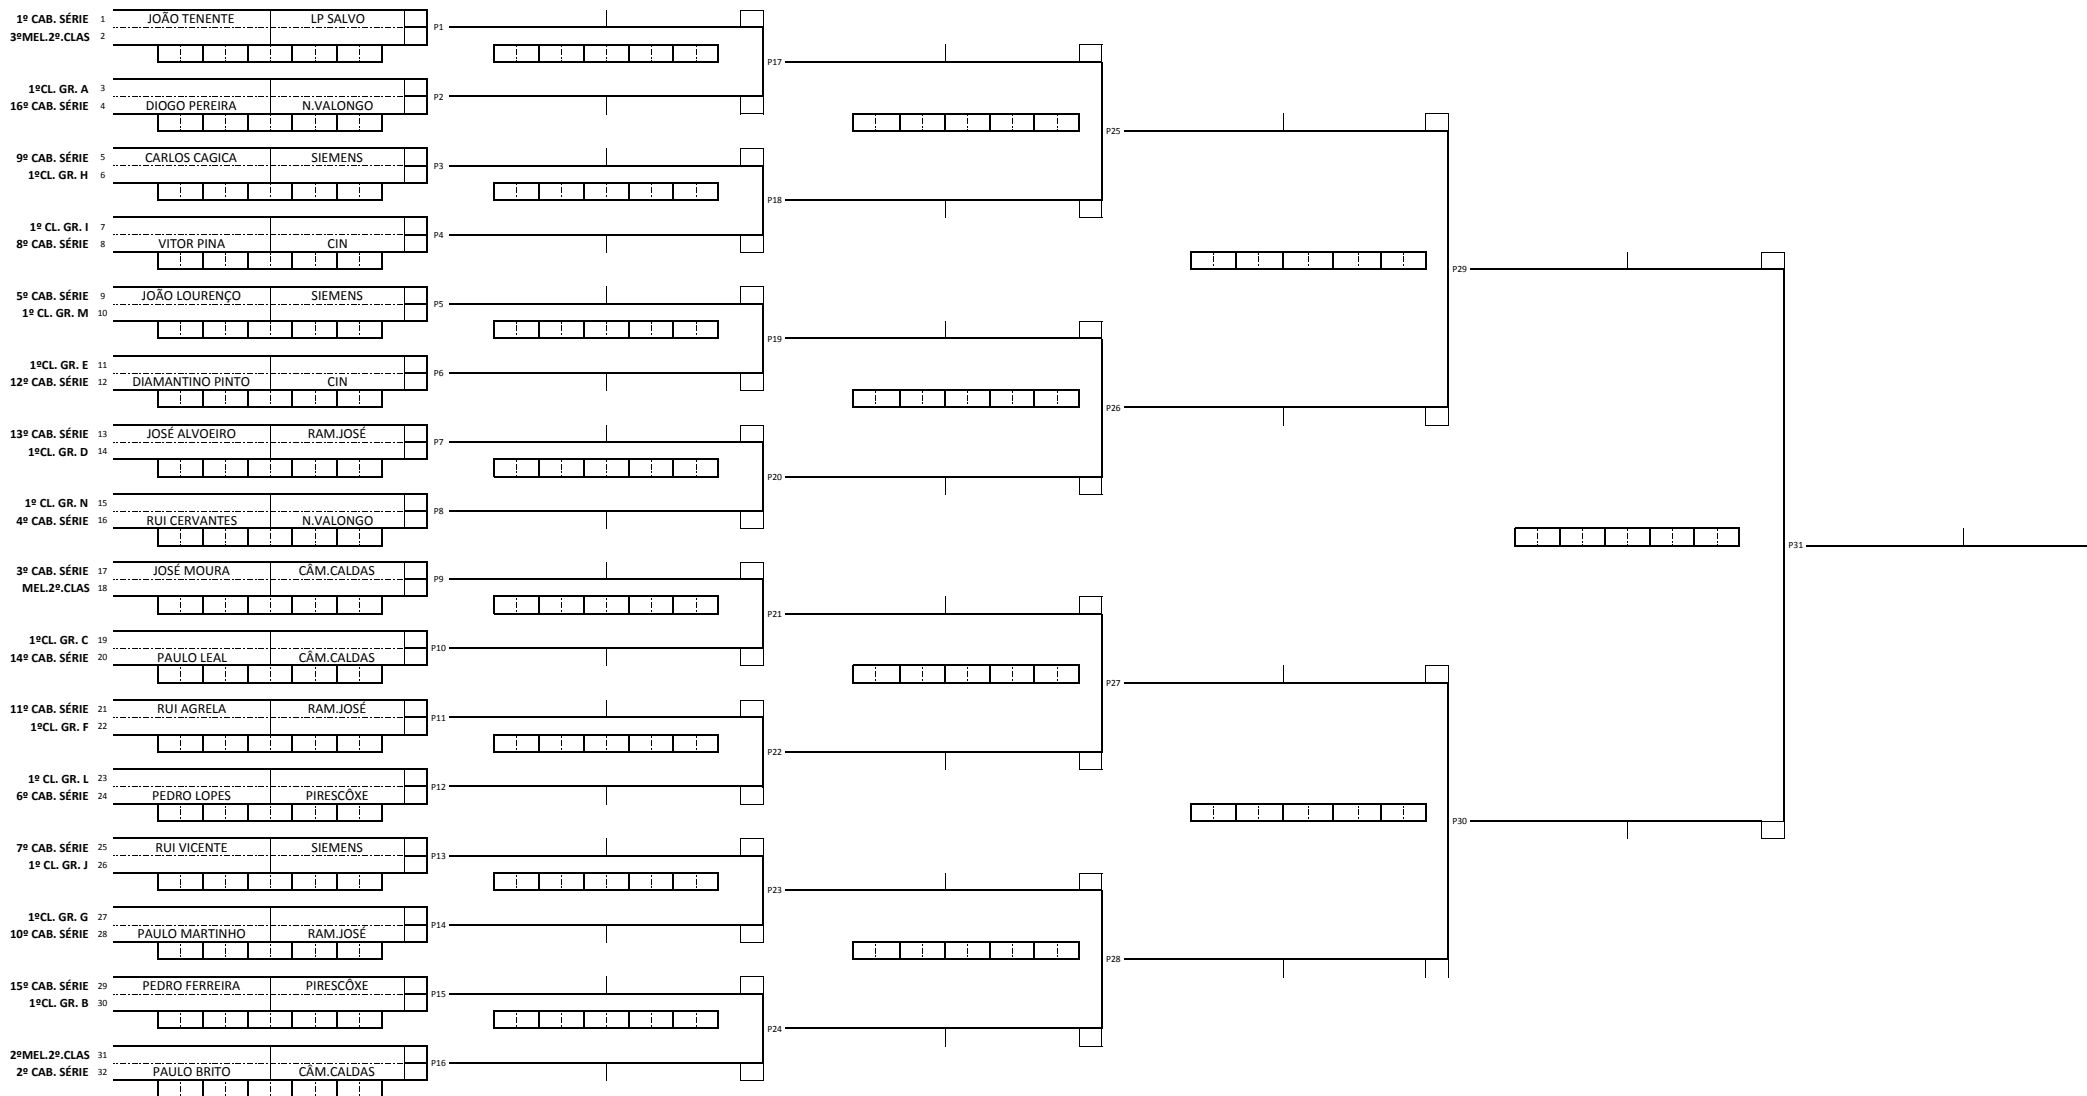 1º CAB. SÉRIE 1 JOÃO TENENTE LP SALVO
P1
3ºMEL.2º.CLAS 2
P17
1ºCL. GR. A 3
P2
16º CAB. SÉRIE 4 DIOGO PEREIRA N.VALONGO
P25
9º CAB. SÉRIE 5 CARLOS CAGICA SIEMENS
P3
1ºCL. GR. H 6
P18
1º CL. GR. I 7
P4
8º CAB. SÉRIE 8 VITOR PINA CIN
P29
5º CAB. SÉRIE 9 JOÃO LOURENÇO SIEMENS
P5
1º CL. GR. M 10
P19
1ºCL. GR. E 11
P6
12º CAB. SÉRIE 12 DIAMANTINO PINTO CIN
P26
13º CAB. SÉRIE 13 JOSÉ ALVOEIRO RAM.JOSÉ
P7
1ºCL. GR. D 14
P20
1º CL. GR. N 15
P8
4º CAB. SÉRIE 16 RUI CERVANTES N.VALONGO
P31
3º CAB. SÉRIE 17 JOSÉ MOURA CÂM.CALDAS
P9
MEL.2º.CLAS 18
P21
1ºCL. GR. C 19
P10
14º CAB. SÉRIE 20 PAULO LEAL CÂM.CALDAS
P27
11º CAB. SÉRIE 21 RUI AGRELA RAM.JOSÉ
P11
1ºCL. GR. F 22
P22
1º CL. GR. L 23
P12
6º CAB. SÉRIE 24 PEDRO LOPES PIRESCÔXE
P30
7º CAB. SÉRIE 25 RUI VICENTE SIEMENS
P13
1º CL. GR. J 26
P23
1ºCL. GR. G 27
P14
10º CAB. SÉRIE 28 PAULO MARTINHO RAM.JOSÉ
P28
15º CAB. SÉRIE 29 PEDRO FERREIRA PIRESCÔXE
P15
1ºCL. GR. B 30
P24
2ºMEL.2º.CLAS 31
P16
2º CAB. SÉRIE 32 PAULO BRITO CÂM.CALDAS